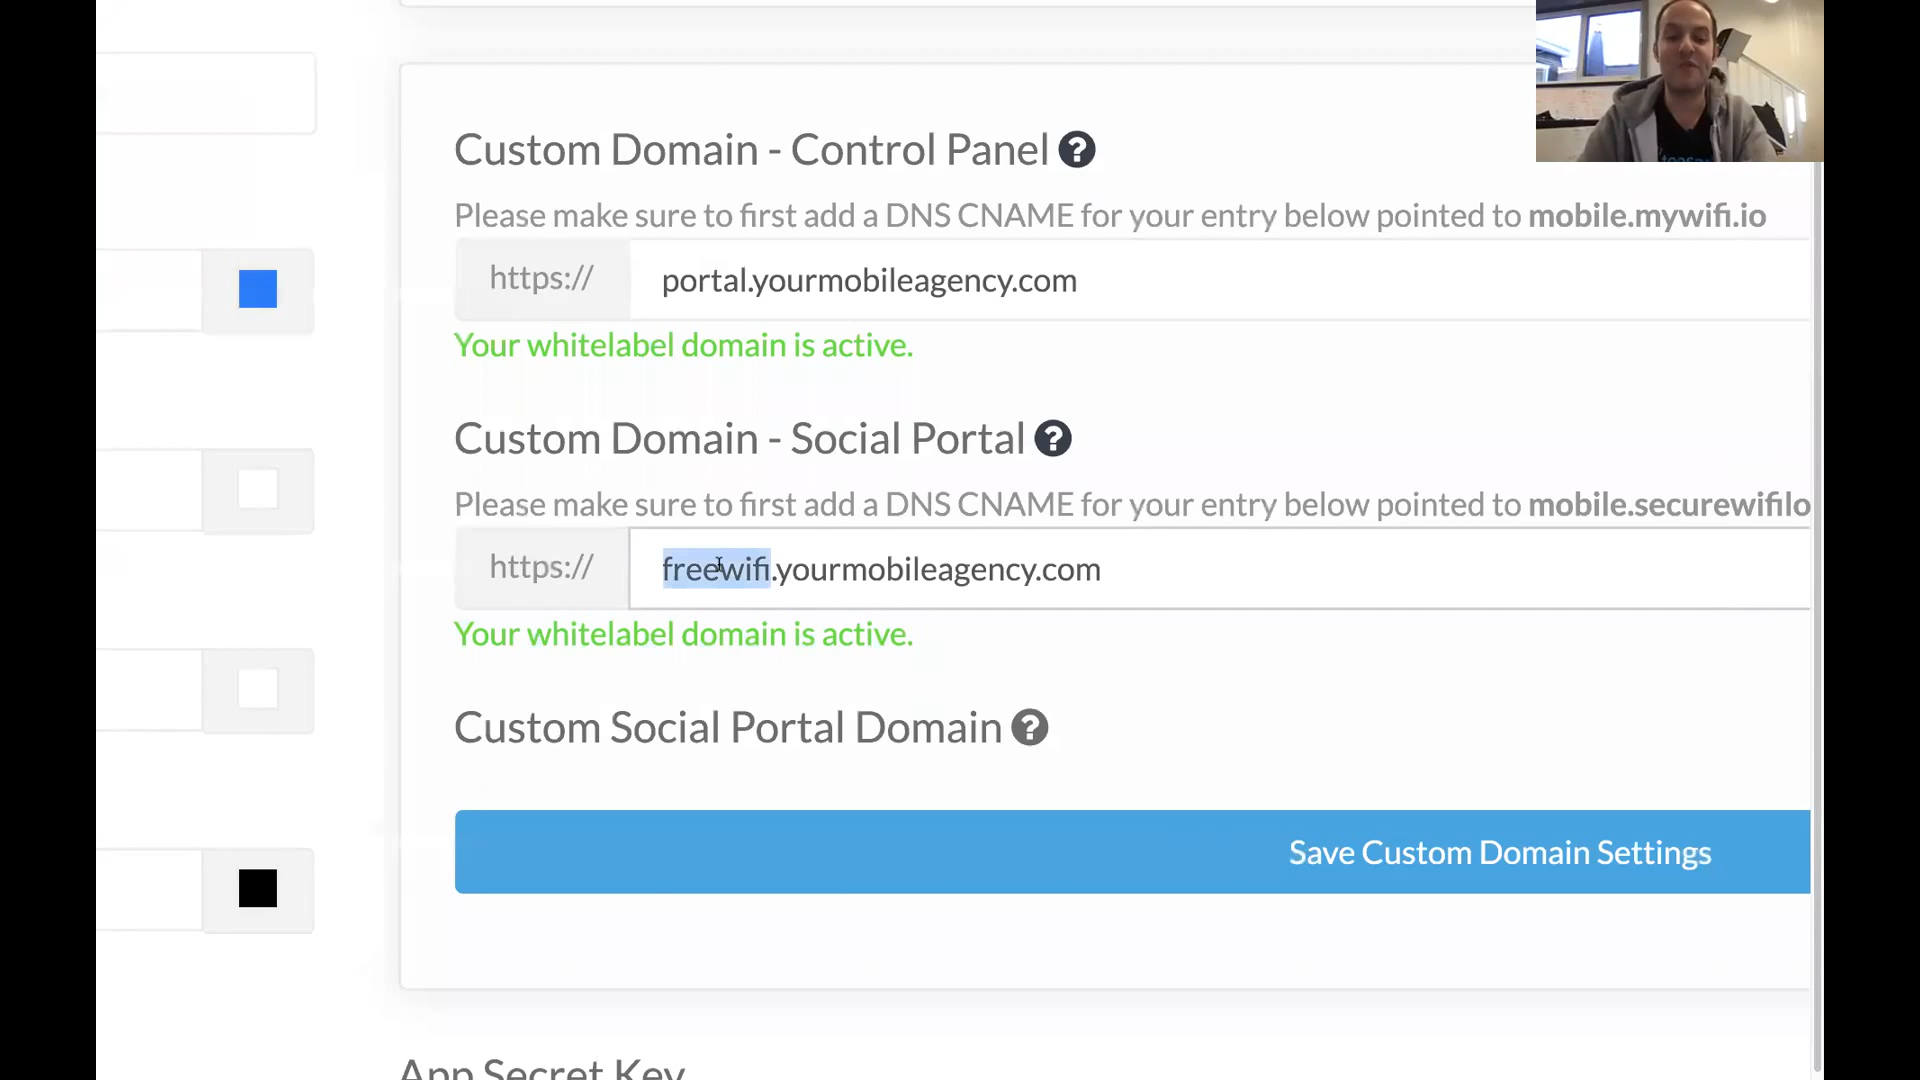 Custom Domain - Control Panel ?
Please make sure to first add a DNS CNAME for your entry below pointed to mobile.mywifi.io
https:// portal.yourmobileagency.com
Your whitelabel domain is active.
Custom Domain - Social Portal ?
Please make sure to first add a DNS CNAME for your entry below pointed to mobile.securewifilo
https:// freewifi.yourmobileagency.com
Your whitelabel domain is active.
Custom Social Portal Domain ?
Save Custom Domain Settings
App Secret Key